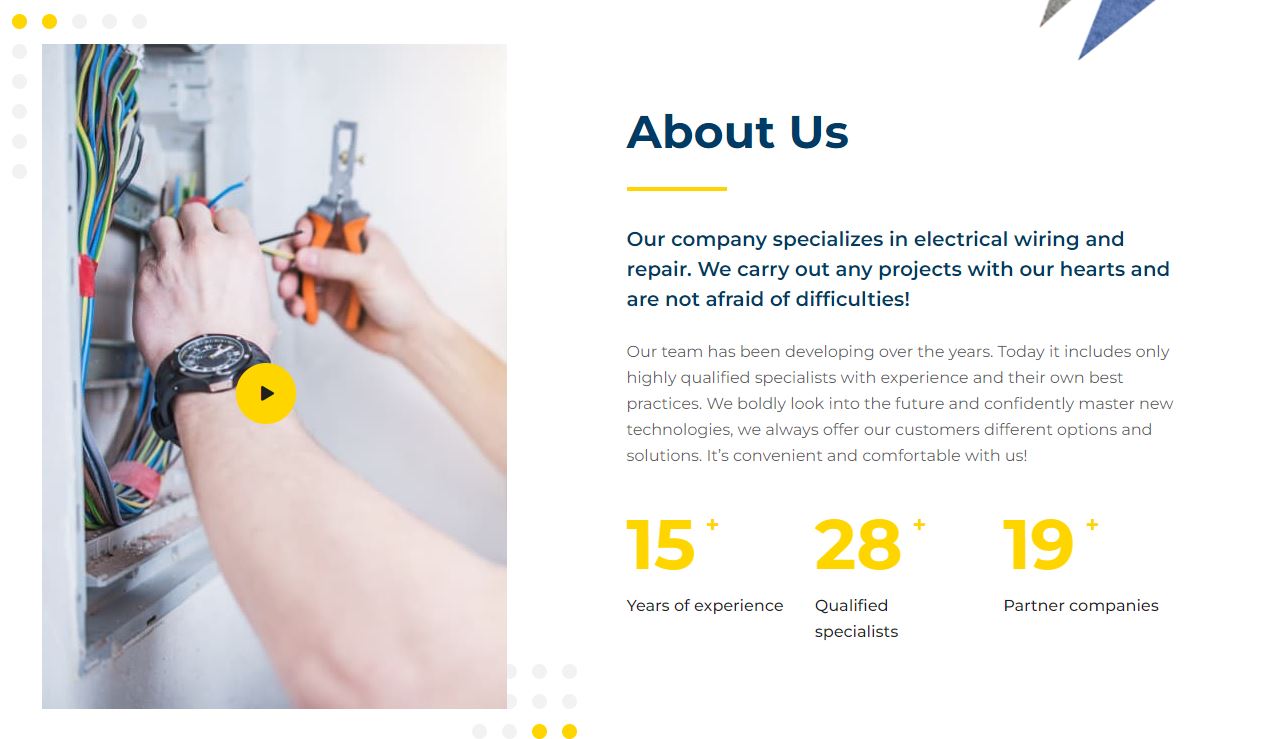 About Us
Our company specializes in electrical wiring and
repair. We carry out any projects with our hearts and
are not afraid of difficulties!
Our team has been developing over the years. Today it includes only
highly qualified specialists with experience and their own best
practices. We boldly look into the future and confidently master new
technologies, we always offer our customers different options and
solutions. It’s convenient and comfortable with us!
15 + 28 + 19 +
Years of experience Qualified Partner companies
specialists